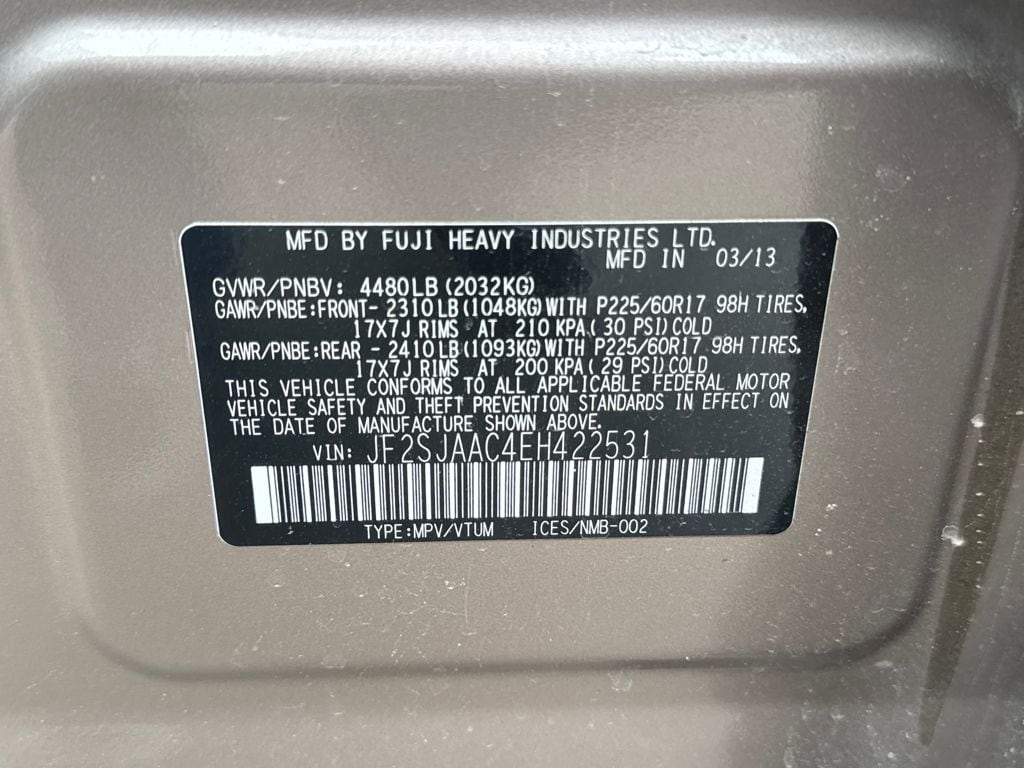 MFD BY FUJI HEAVY INDUSTRIES LTD.
MFD IN 03/13
GVWR/PNBV: 4480LB(2032KG)
GAWR/PNBE:FRONT- 2310LB(1048KG)WITH P225/60R17 98H TIRES,
17X7J RIMS AT 210 KPA( 30 PSI)COLD
GAWR/PNBE:REAR - 2410LB(1093KG)WITH P225/60R17 98H TIRES,
17X7J RIMS AT 200 KPA( 29 PSI)COLD
THIS VEHICLE CONFORMS TO ALL APPLICABLE FEDERAL MOTOR
VEHICLE SAFETY AND THEFT PREVENTION STANDARDS IN EFFECT ON
THE DATE OF MANUFACTURE SHOWN ABOVE.
VIN: JF2SJAAC4EH422531
TYPE:MPV/VTUM ICES/NMB-002